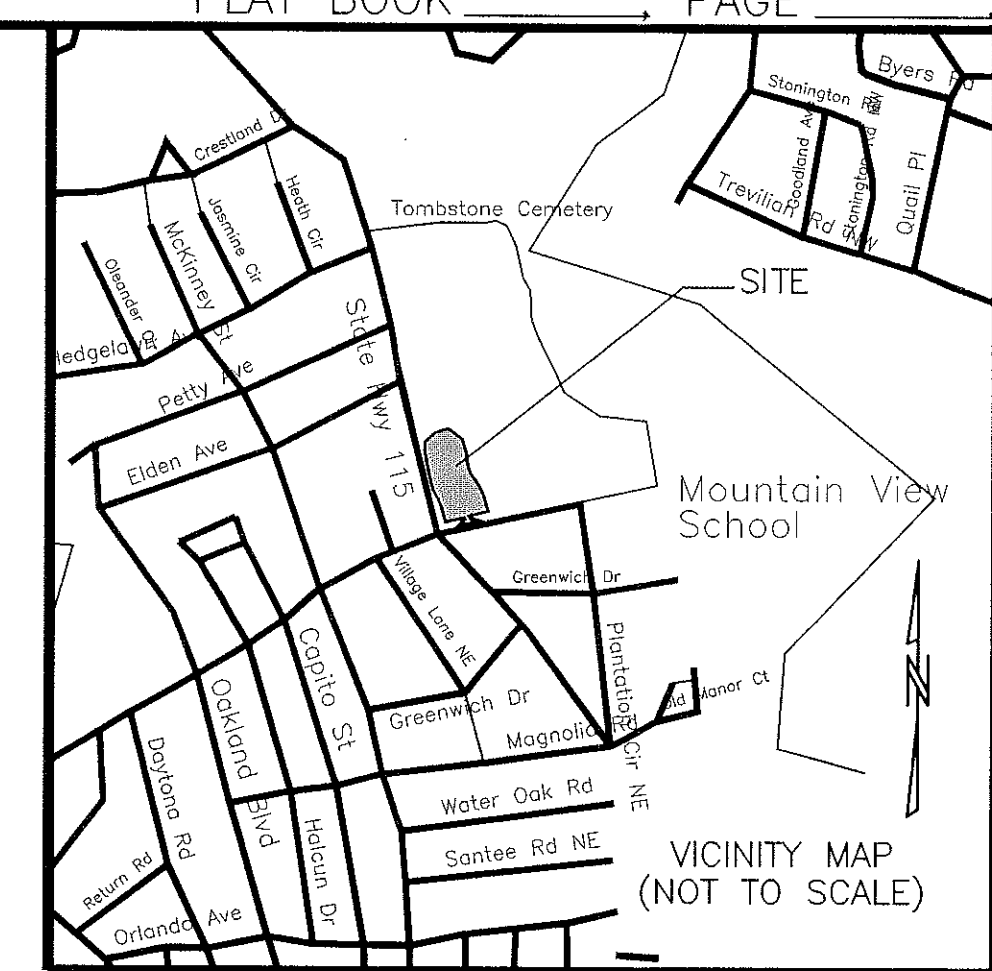 PLAT BOOK PAGE
Byers Rd
Stonington Rd NW
Crestland Dr
Goodland Ave
Stonington Rd NW
Quail Pl
Trevilian Rd NW
Heath Cir
Jasmine Cir
McKinney St
Oleander Dr
Tombstone Cemetery
SITE
State Hwy 115
Hedgelawn Av
Petty Ave
Elden Ave
Mountain View
School
Village Lane NE
Greenwich Dr
Plantation Cir NE
Capito St
Oakland Blvd
Old Manor Ct
Greenwich Dr
Magnolia Rd
Daytona Rd
Water Oak Rd
Halcun Dr
Santee Rd NE
Return Rd
Orlando Ave
N
VICINITY MAP
(NOT TO SCALE)